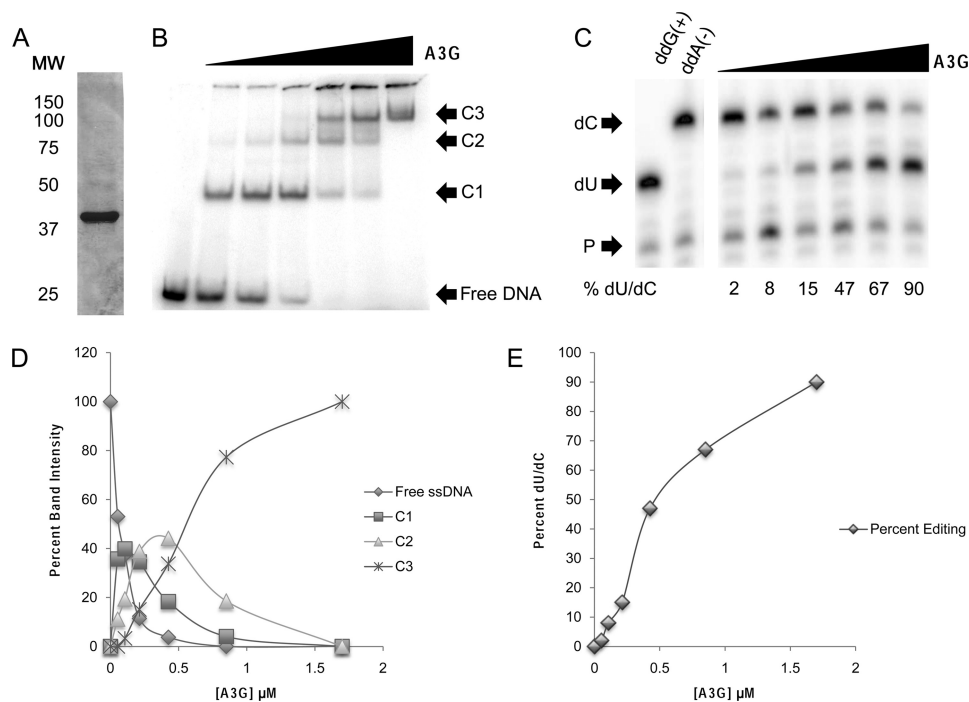 A
MW
150
100
75
50
37
25
B
A3G
C3
C2
C1
Free DNA
C
ddG(+)
ddA(-)
A3G
dC
dU
P
% dU/dC 2 8 15 47 67 90
D
Percent Band Intensity
120
100
80
60
40
20
0
0 0.5 1 1.5 2
[A3G] µM
Free ssDNA
C1
C2
C3
E
Percent dU/dC
100
90
80
70
60
50
40
30
20
10
0
0 0.5 1 1.5 2
[A3G] µM
Percent Editing